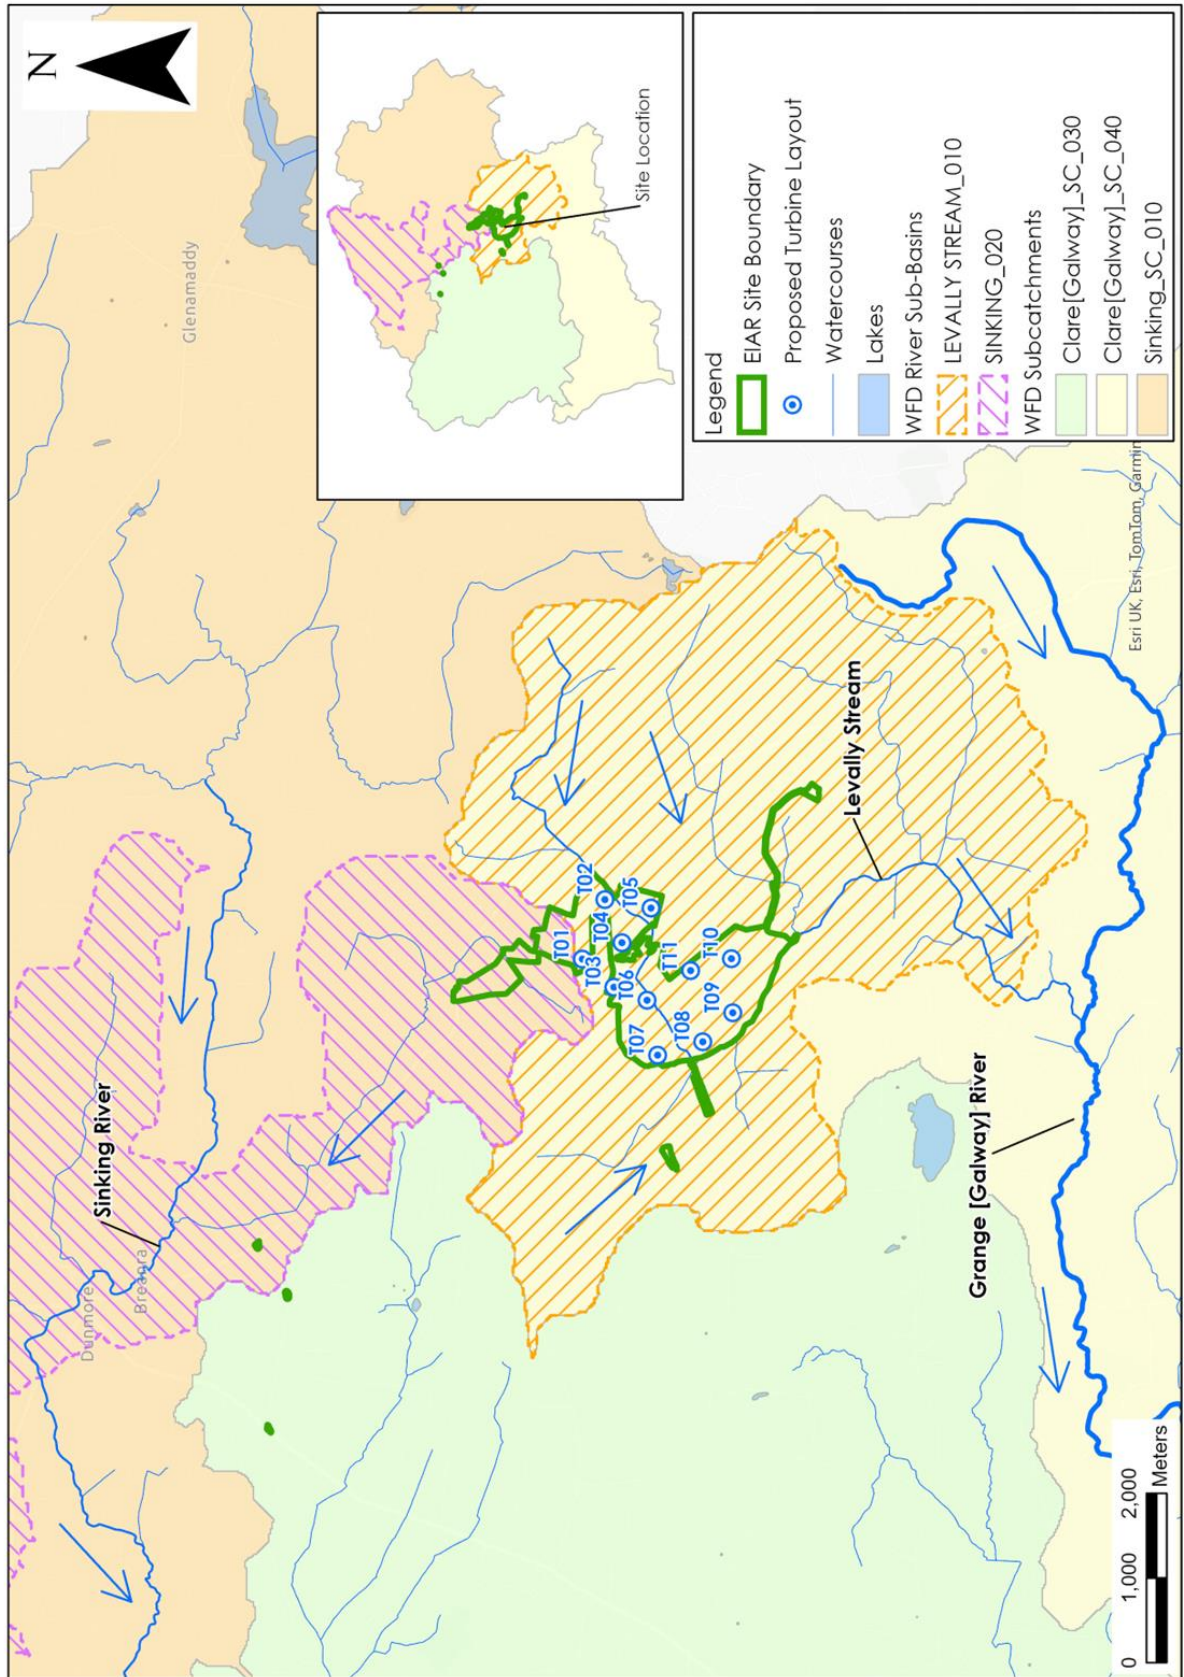 N
Glenamaddy
Site Location
Legend
EIAR Site Boundary
Proposed Turbine Layout
Watercourses
Lakes
WFD River Sub-Basins
LEVALLY STREAM_010
SINKING_020
WFD Subcatchments
Clare[Galway]_SC_030
Clare[Galway]_SC_040
Sinking_SC_010
Sinking River
Dunmore
T01
T02
T03
T04
T05
T06
T07
T08
T09
T10
T11
Levally Stream
Grange [Galway] River
Esri UK, Esri, TomTom, Garmin
0 1,000 2,000
Meters